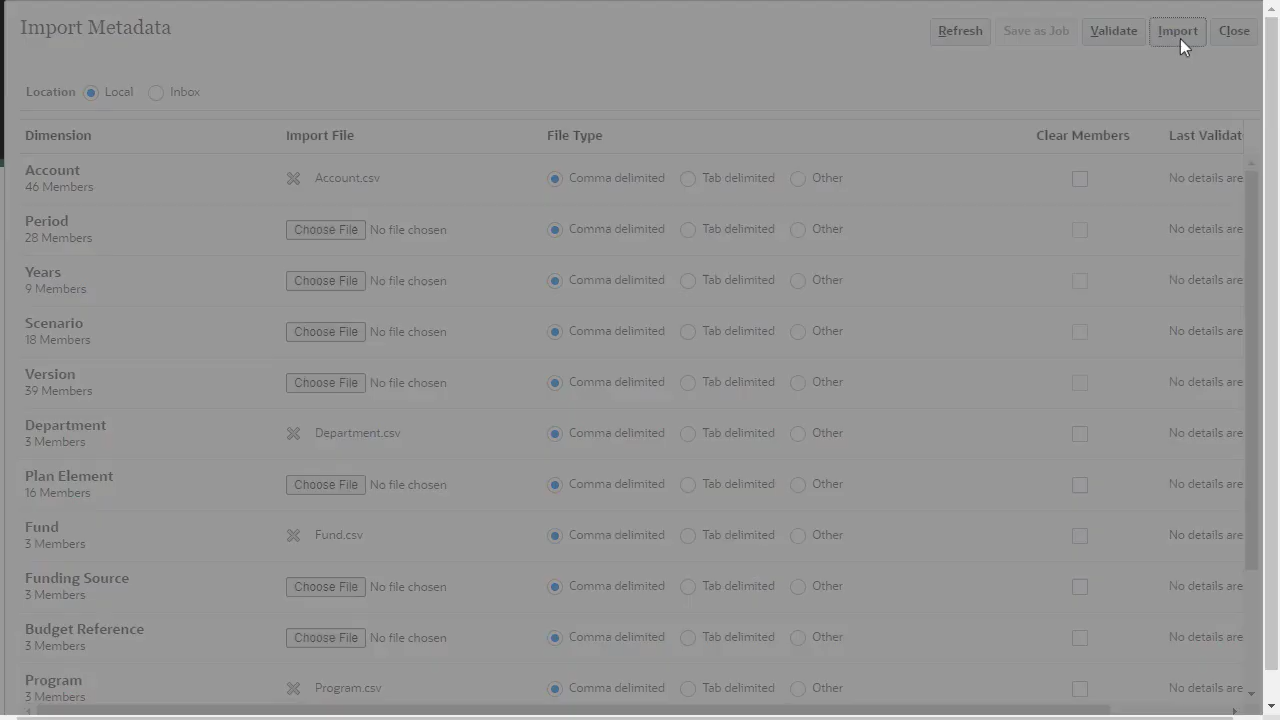 Import Metadata
Refresh Save as Job Validate Import Close
Location Local Inbox
Dimension Import File File Type Clear Members Last Validat
Account
46 Members
Account.csv Comma delimited Tab delimited Other No details are
Period
28 Members
Choose File No file chosen Comma delimited Tab delimited Other No details are
Years
9 Members
Choose File No file chosen Comma delimited Tab delimited Other No details are
Scenario
18 Members
Choose File No file chosen Comma delimited Tab delimited Other No details are
Version
39 Members
Choose File No file chosen Comma delimited Tab delimited Other No details are
Department
3 Members
Department.csv Comma delimited Tab delimited Other No details are
Plan Element
16 Members
Choose File No file chosen Comma delimited Tab delimited Other No details are
Fund
3 Members
Fund.csv Comma delimited Tab delimited Other No details are
Funding Source
3 Members
Choose File No file chosen Comma delimited Tab delimited Other No details are
Budget Reference
3 Members
Choose File No file chosen Comma delimited Tab delimited Other No details are
Program
3 Members
Program.csv Comma delimited Tab delimited Other No details are